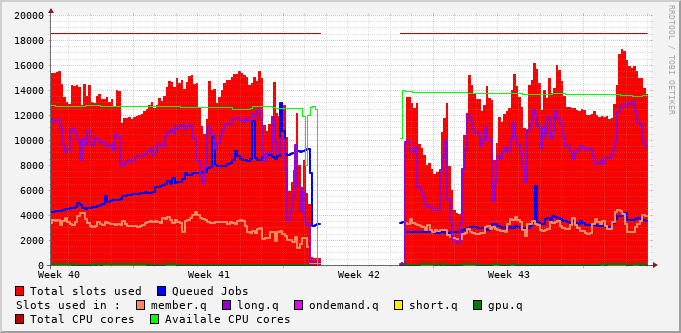 20000
18000
16000
14000
12000
10000
8000
6000
4000
2000
0
Week 40 Week 41 Week 42 Week 43
Total slots used Queued Jobs
Slots used in : member.q long.q ondemand.q short.q gpu.q
Total CPU cores Availale CPU cores
RRDTOOL / TOBI OETIKER